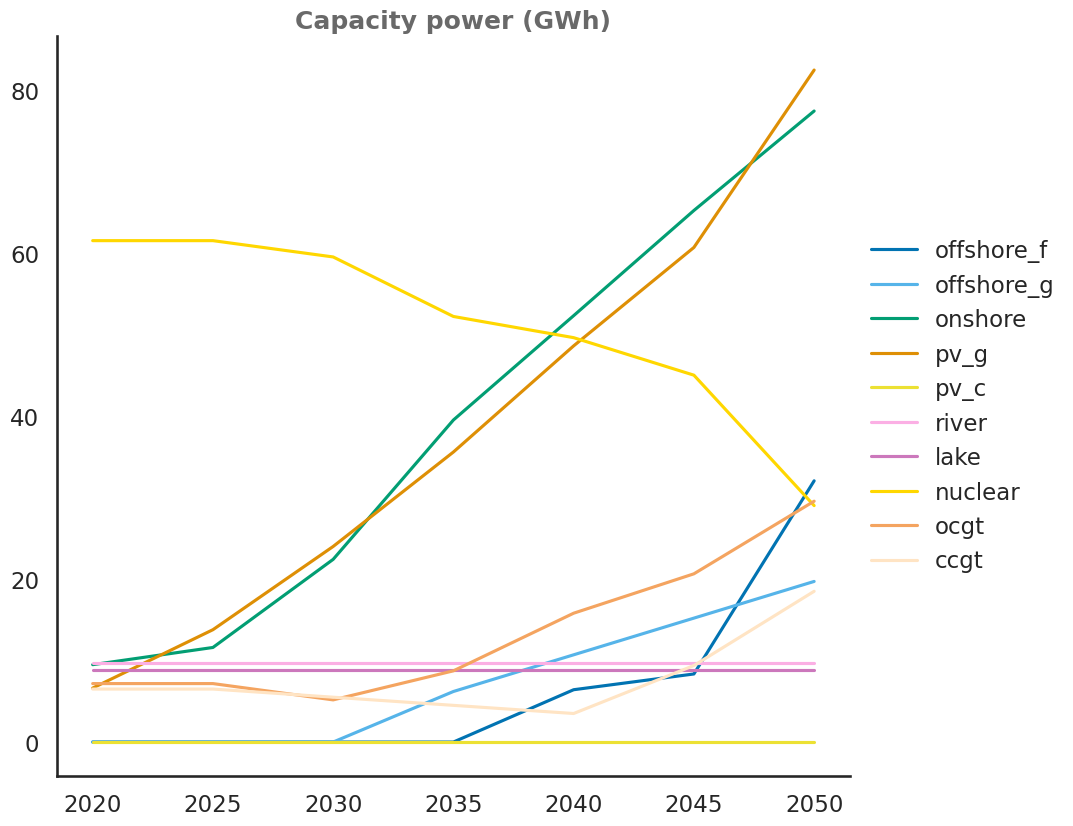 Capacity power (GWh)
80
60
40
20
0
2020 2025 2030 2035 2040 2045 2050
offshore_f
offshore_g
onshore
pv_g
pv_c
river
lake
nuclear
ocgt
ccgt